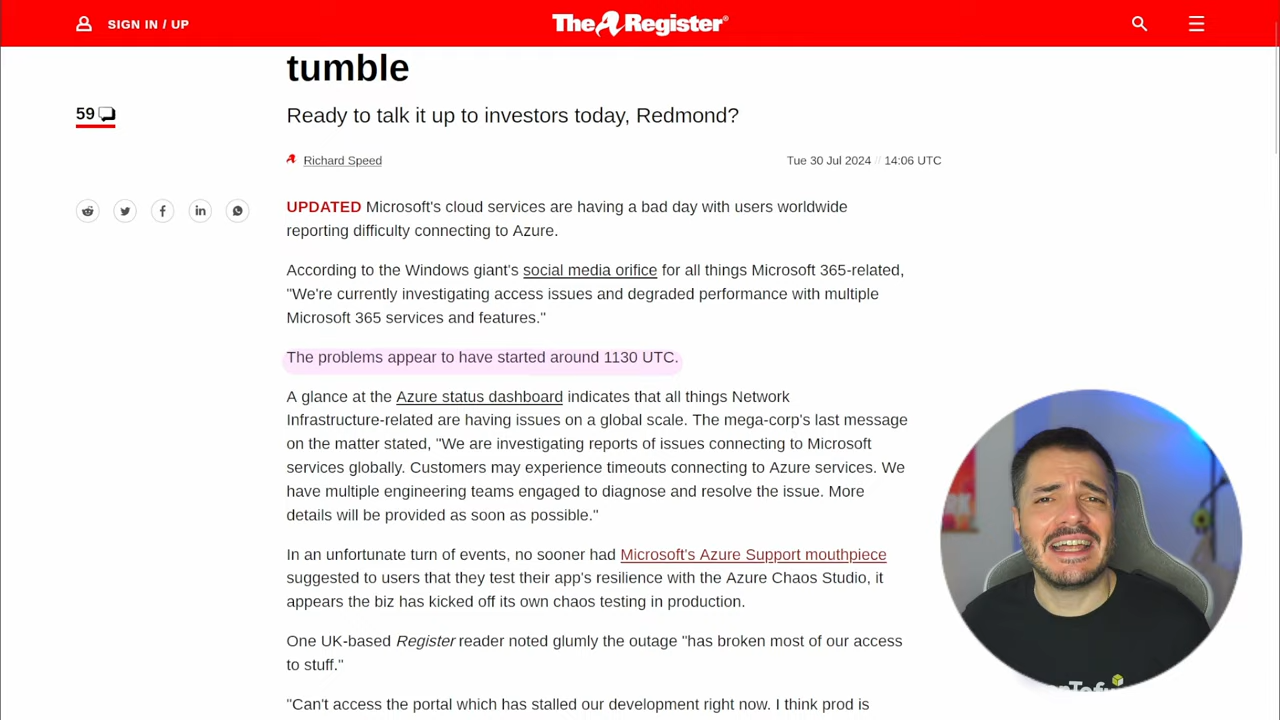 SIGN IN / UP
The Register®
tumble
59
Ready to talk it up to investors today, Redmond?
Richard Speed
Tue 30 Jul 2024 // 14:06 UTC
UPDATED Microsoft's cloud services are having a bad day with users worldwide
reporting difficulty connecting to Azure.
According to the Windows giant's social media orifice for all things Microsoft 365-related,
"We're currently investigating access issues and degraded performance with multiple
Microsoft 365 services and features."
The problems appear to have started around 1130 UTC.
A glance at the Azure status dashboard indicates that all things Network
Infrastructure-related are having issues on a global scale. The mega-corp's last message
on the matter stated, "We are investigating reports of issues connecting to Microsoft
services globally. Customers may experience timeouts connecting to Azure services. We
have multiple engineering teams engaged to diagnose and resolve the issue. More
details will be provided as soon as possible."
In an unfortunate turn of events, no sooner had Microsoft's Azure Support mouthpiece
suggested to users that they test their app's resilience with the Azure Chaos Studio, it
appears the biz has kicked off its own chaos testing in production.
One UK-based Register reader noted glumly the outage "has broken most of our access
to stuff."
"Can't access the portal which has stalled our development right now. I think prod is